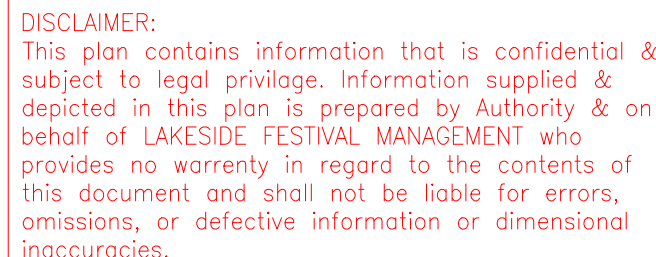 DISCLAIMER:
This plan contains information that is confidential &
subject to legal privilage. Information supplied &
depicted in this plan is prepared by Authority & on
behalf of LAKESIDE FESTIVAL MANAGEMENT who
provides no warrenty in regard to the contents of
this document and shall not be liable for errors,
omissions, or defective information or dimensional
inaccuracies.